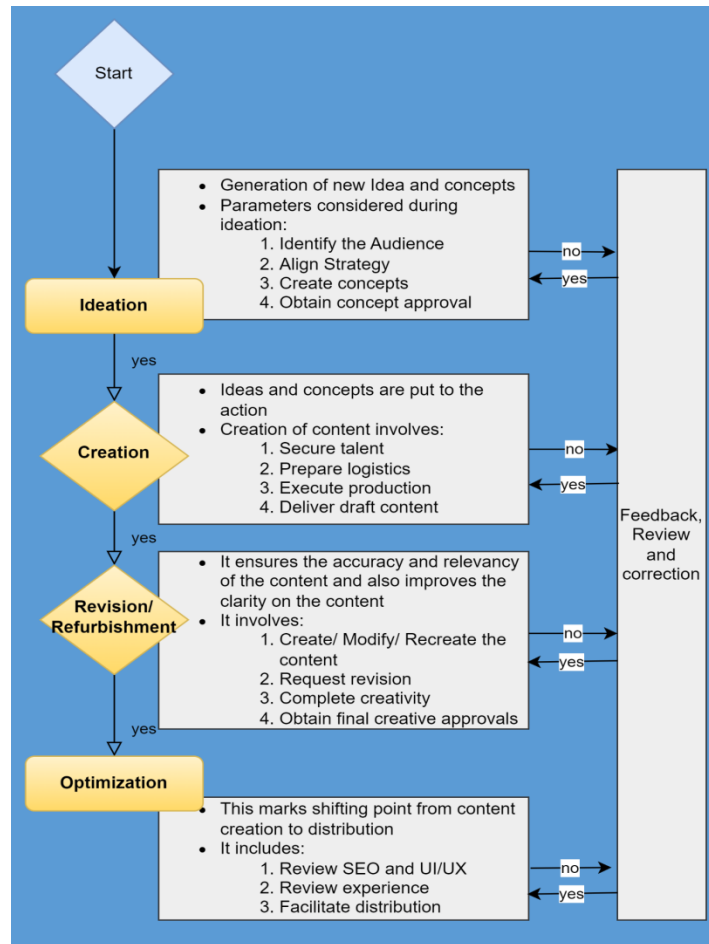 Start
• Generation of new Idea and concepts
• Parameters considered during
ideation:
1. Identify the Audience
2. Align Strategy
3. Create concepts
4. Obtain concept approval
no
yes
Ideation
yes
• Ideas and concepts are put to the
action
• Creation of content involves:
1. Secure talent
2. Prepare logistics
3. Execute production
4. Deliver draft content
no
yes
Creation
yes
• It ensures the accuracy and relevancy
of the content and also improves the
clarity on the content
• It involves:
1. Create/ Modify/ Recreate the
content
2. Request revision
3. Complete creativity
4. Obtain final creative approvals
no
yes
Revision/
Refurbishment
yes
Optimization
• This marks shifting point from content
creation to distribution
• It includes:
1. Review SEO and UI/UX
2. Review experience
3. Facilitate distribution
no
yes
Feedback,
Review
and
correction